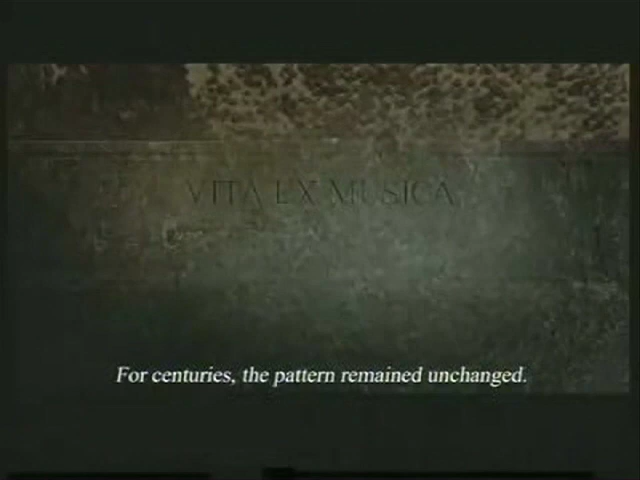 VITA EX MUSICA
For centuries, the pattern remained unchanged.